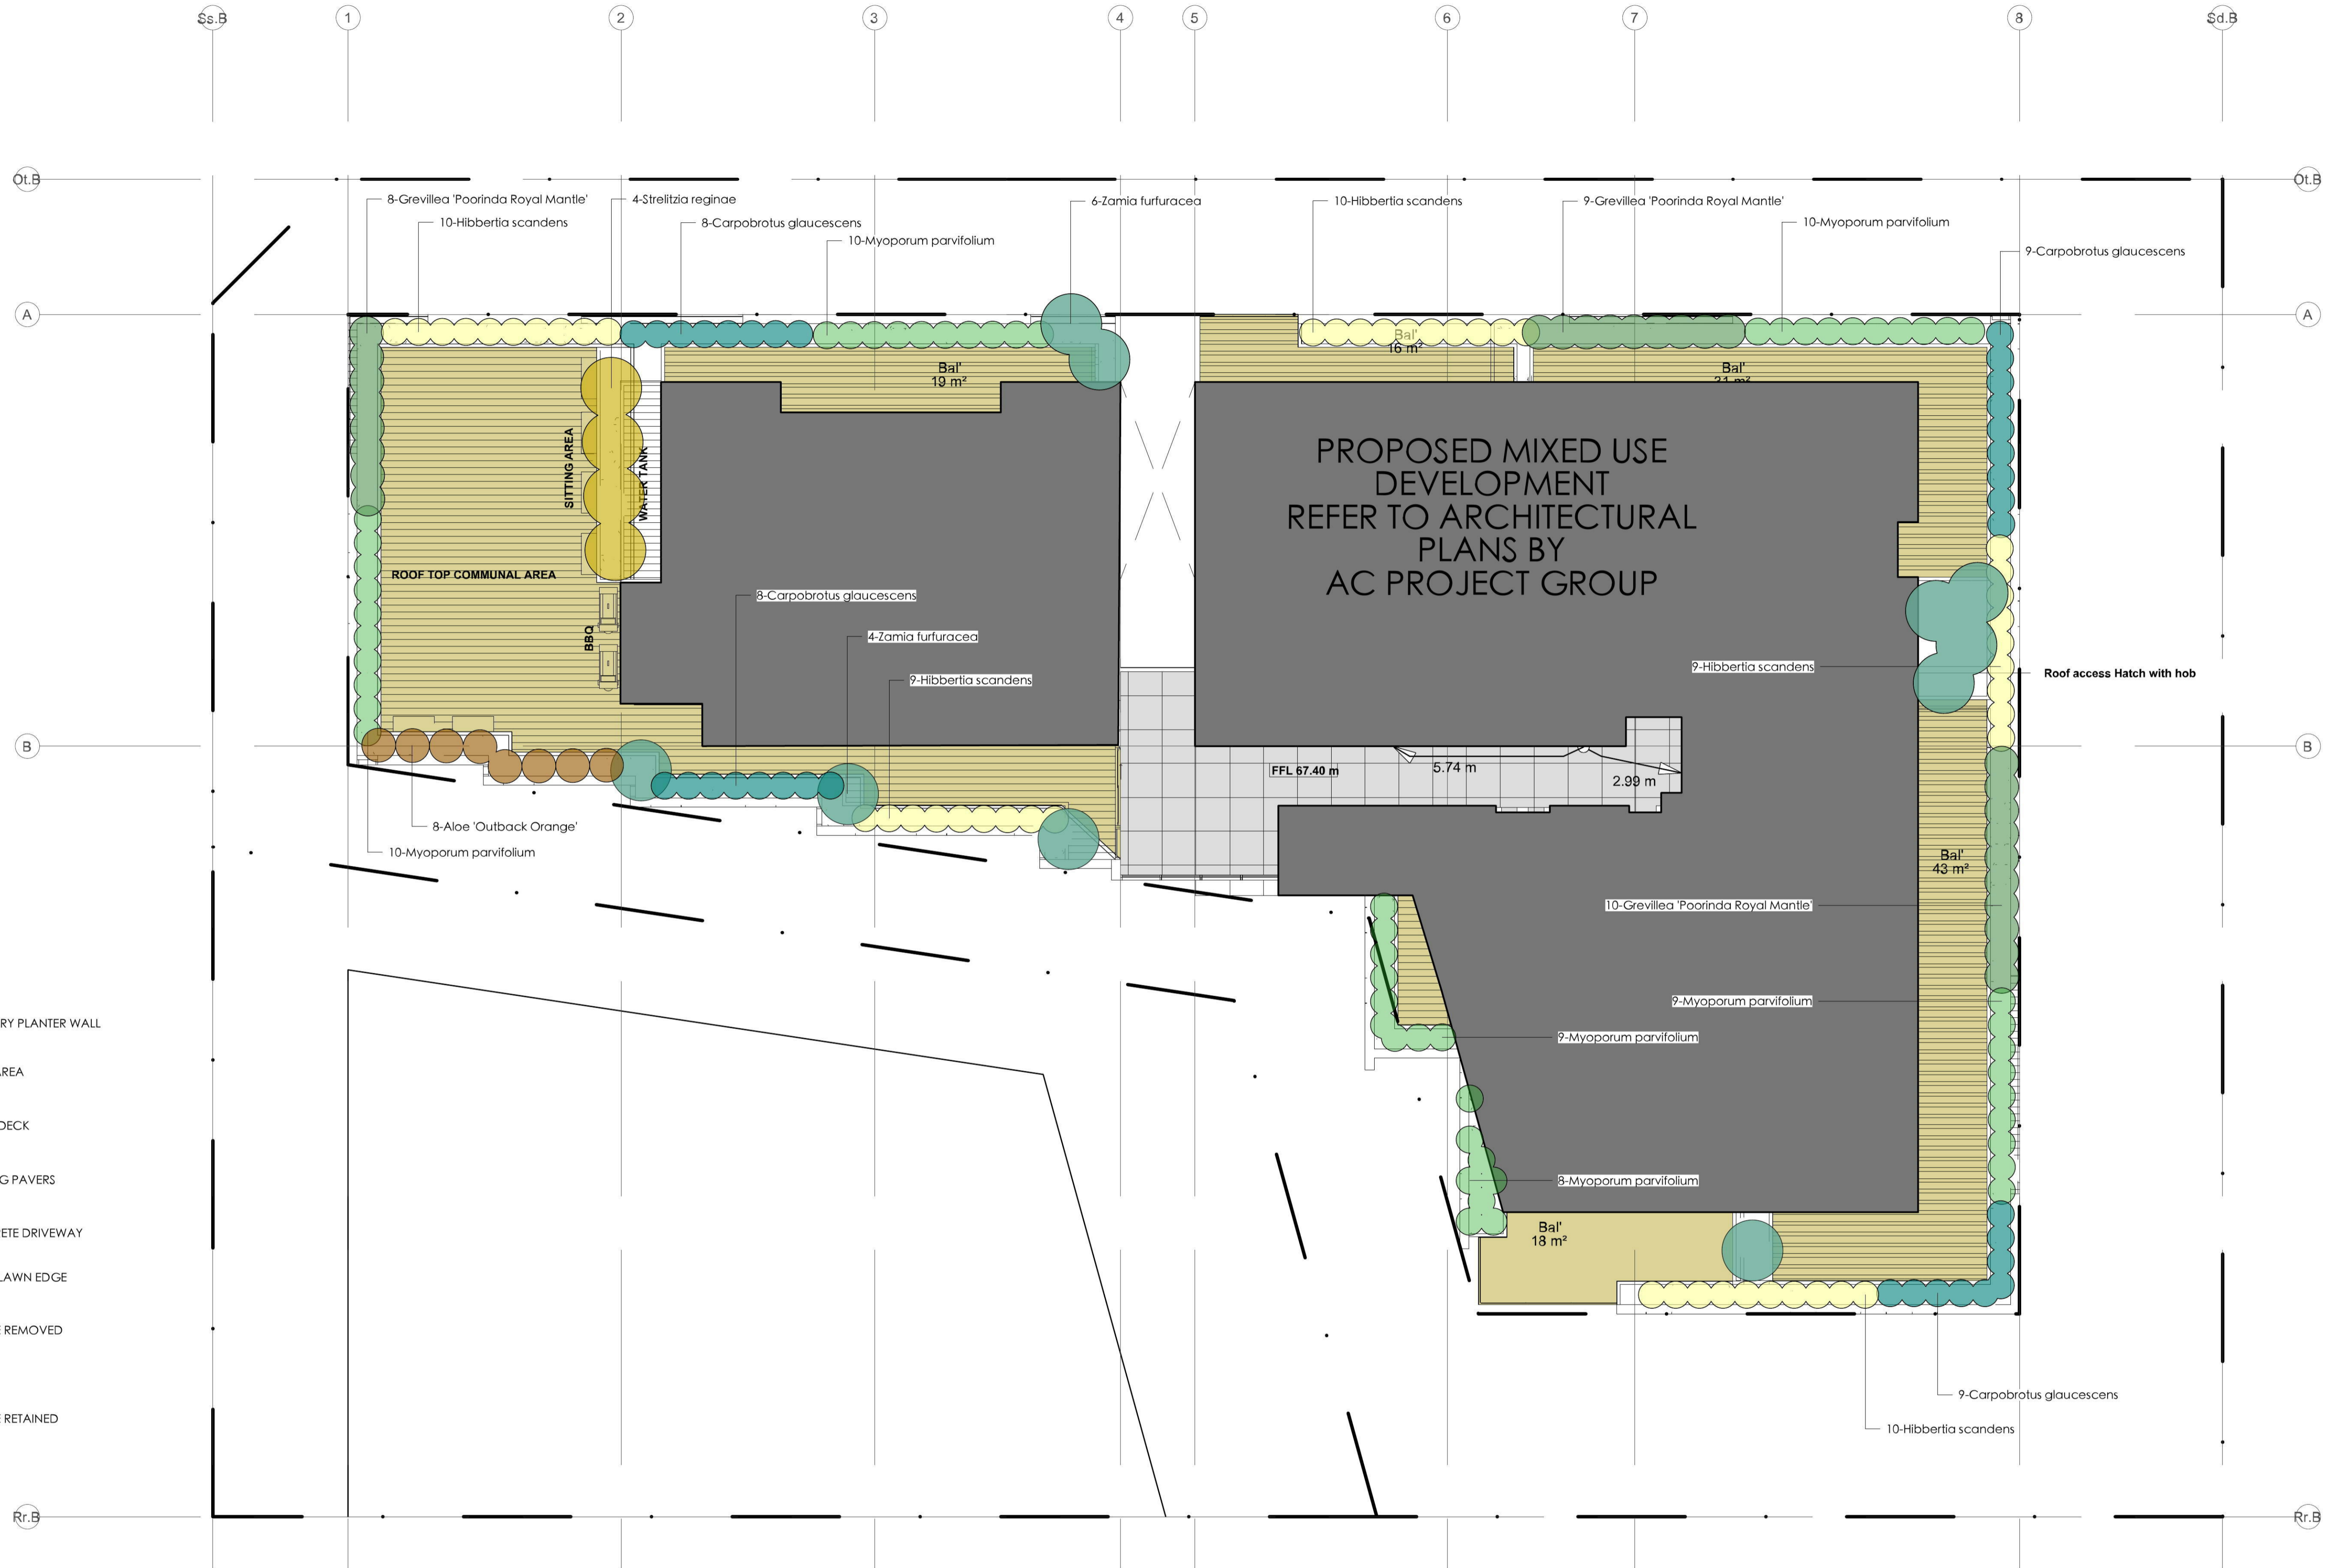 Ss.B
1
2
3
4
5
6
7
8
Sd.B
Ot.B
Ot.B
8-Grevillea 'Poorinda Royal Mantle'
4-Strelitzia reginae
6-Zamia furfuracea
10-Hibbertia scandens
9-Grevillea 'Poorinda Royal Mantle'
10-Hibbertia scandens
8-Carpobrotus glaucescens
10-Myoporum parvifolium
10-Myoporum parvifolium
9-Carpobrotus glaucescens
A
A
Bal'
16 m²
Bal'
19 m²
Bal'
31 m²
SITTING AREA
WATER TANK
PROPOSED MIXED USE
DEVELOPMENT
REFER TO ARCHITECTURAL
PLANS BY
AC PROJECT GROUP
ROOF TOP COMMUNAL AREA
8-Carpobrotus glaucescens
BBQ
4-Zamia furfuracea
9-Hibbertia scandens
9-Hibbertia scandens
Roof access Hatch with hob
B
B
FFL 67.40 m
5.74 m
2.99 m
8-Aloe 'Outback Orange'
10-Myoporum parvifolium
Bal'
43 m²
10-Grevillea 'Poorinda Royal Mantle'
9-Myoporum parvifolium
RY PLANTER WALL
9-Myoporum parvifolium
AREA
DECK
G PAVERS
8-Myoporum parvifolium
ETE DRIVEWAY
Bal'
18 m²
LAWN EDGE
E REMOVED
9-Carpobrotus glaucescens
E RETAINED
10-Hibbertia scandens
Rr.B
Rr.B